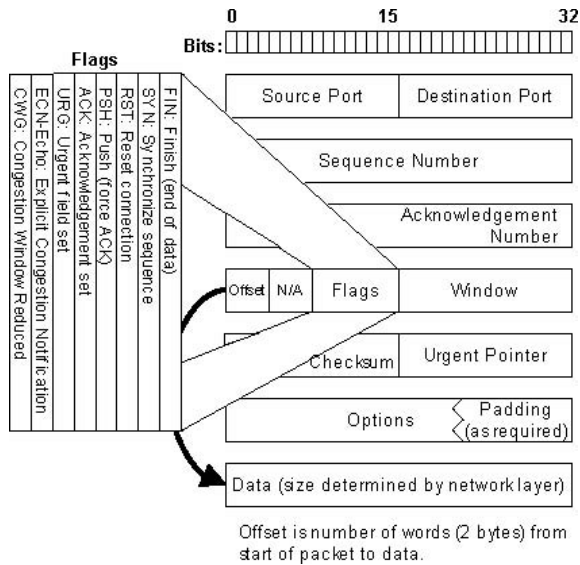 0 15 32
Bits:
Flags
CWG: Congestion Window Reduced
ECN-Echo: Explicit Congestion Notification
URG: Urgent field set
ACK: Acknowledgement set
PSH: Push (force ACK)
RST: Reset connection
SYN: Synchronize sequence
FIN: Finish (end of data)
Source Port Destination Port
Sequence Number
Acknowledgement
Number
Offset N/A Flags Window
Checksum Urgent Pointer
Options Padding
(as required)
Data (size determined by network layer)
Offset is number of words (2 bytes) from
start of packet to data.